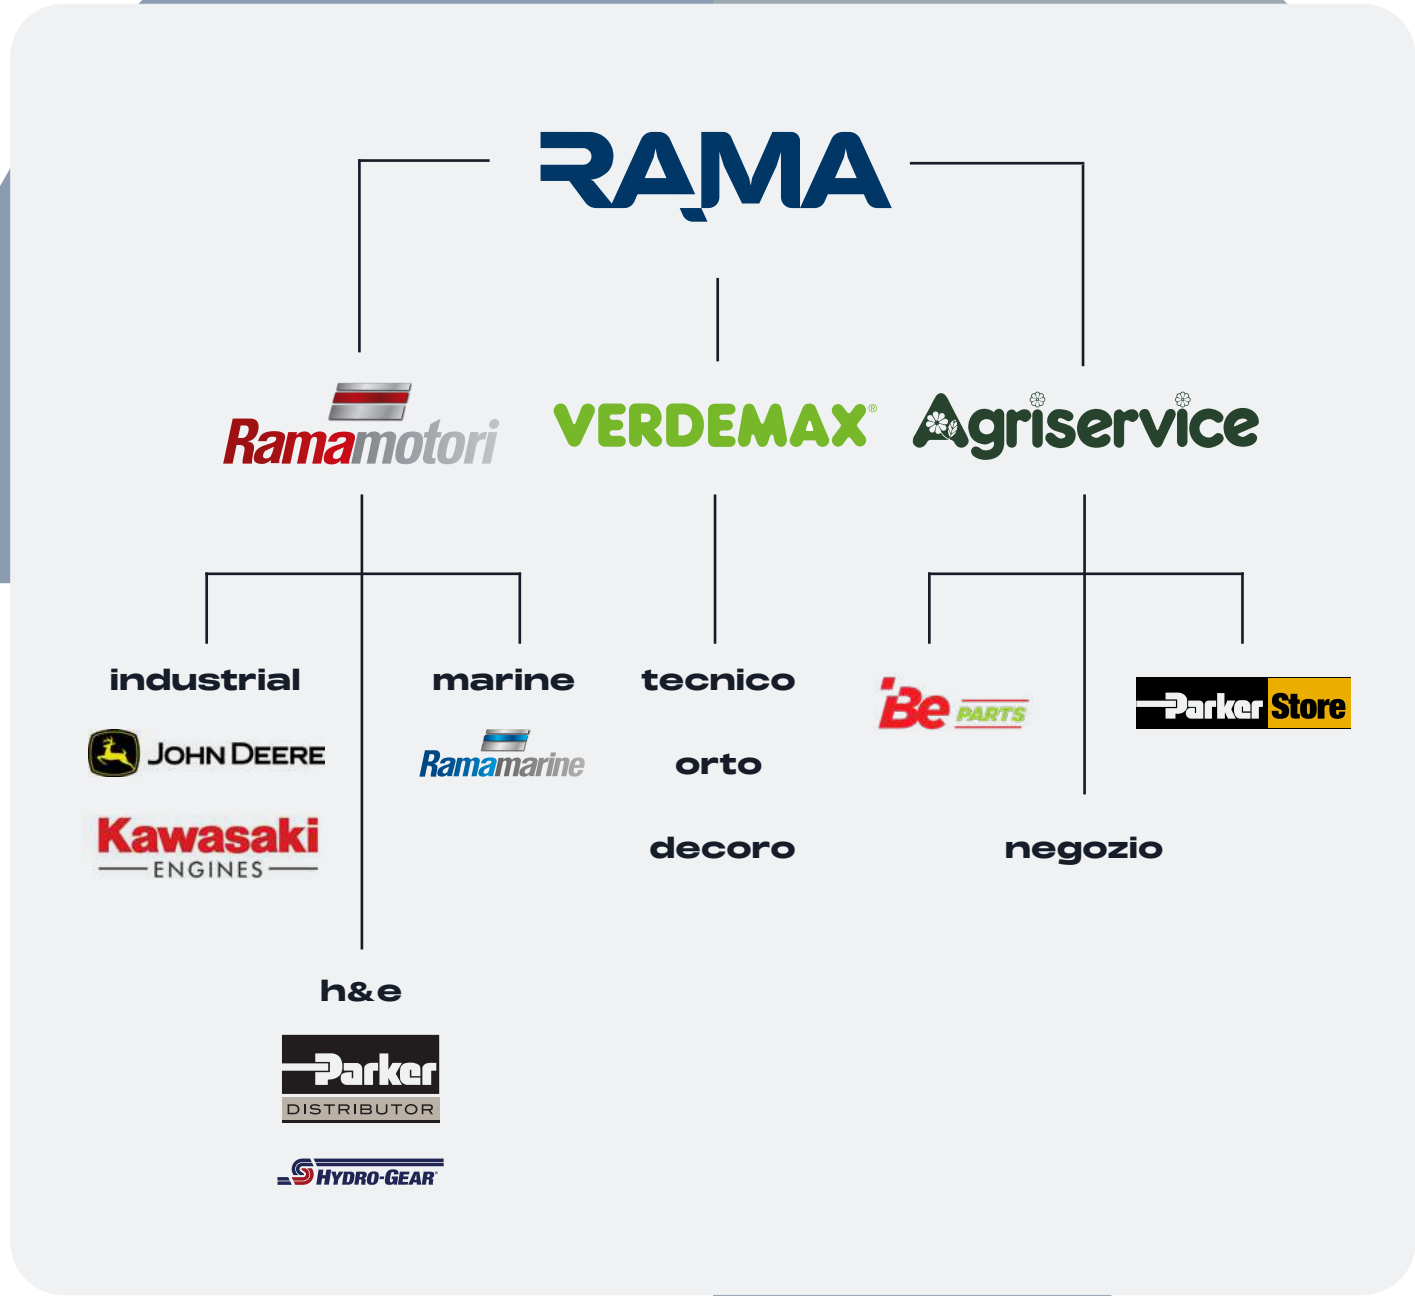 RAMA
Ramamotori
VERDEMAX®
Agriservice
industrial
marine
tecnico
Be PARTS
Parker Store
JOHN DEERE
Ramamarine
orto
Kawasaki
ENGINES
decoro
negozio
h&e
Parker
DISTRIBUTOR
HYDRO-GEAR